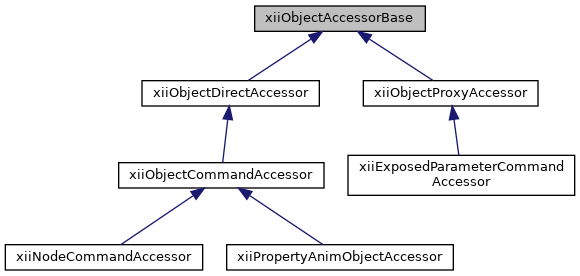 xiiObjectAccessorBase
xiiObjectDirectAccessor
xiiObjectProxyAccessor
xiiObjectCommandAccessor
xiiExposedParameterCommand
Accessor
xiiNodeCommandAccessor
xiiPropertyAnimObjectAccessor